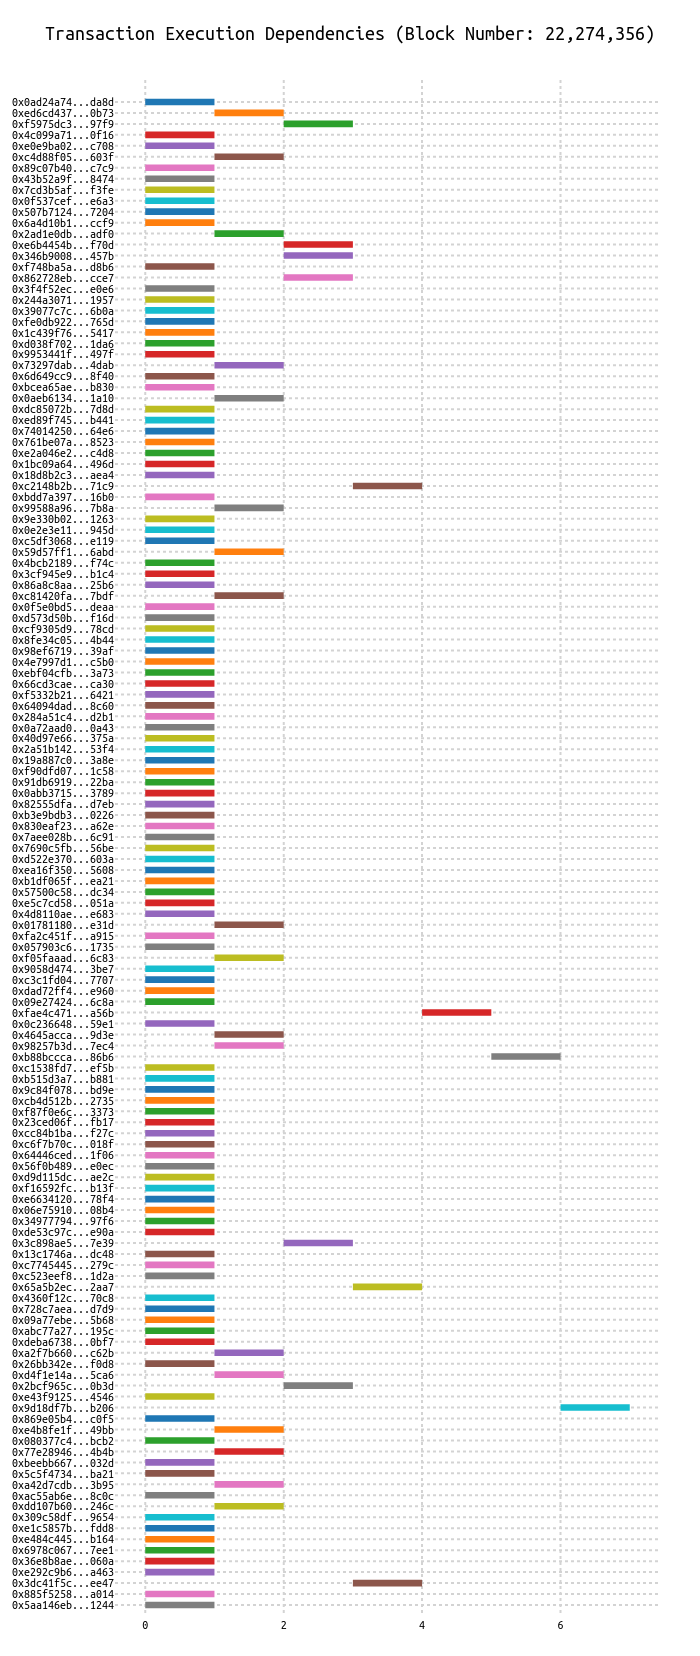 Transaction Execution Dependencies (Block Number: 22,274,356)
0x0ad24a74...da8d
0xed6cd437...0b73
0xf5975dc3...97f9
0x4c099a71...0f16
0xe0e9ba02...c708
0xc4d88f05...603f
0x89c07b40...c7c9
0x43b52a9f...8474
0x7cd3b5af...f3fe
0x0f537cef...e6a3
0x507b7124...7204
0x6a4d10b1...ccf9
0x2ad1e0db...adf0
0xe6b4454b...f70d
0x346b9008...457b
0xf748ba5a...d8b6
0x862728eb...cce7
0x3f4f52ec...e0e6
0x244a3071...1957
0x39077c7c...6b0a
0xfe0db922...765d
0x1c439f76...5417
0xd038f702...1da6
0x9953441f...497f
0x73297dab...4dab
0x6d649cc9...8f40
0xbcea65ae...b830
0x0aeb6134...1a10
0xdc85072b...7d8d
0xed89f745...b441
0x74014250...64e6
0x761be07a...8523
0xe2a046e2...c4d8
0x1bc09a64...496d
0x18d8b2c3...aea4
0xc2148b2b...71c9
0xbdd7a397...16b0
0x99588a96...7b8a
0x9e330b02...1263
0x0e2e3e11...945d
0xc5df3068...e119
0x59d57ff1...6abd
0x4bcb2189...f74c
0x3cf945e9...b1c4
0x86a8c8aa...25b6
0xc81420fa...7bdf
0x0f5e0bd5...deaa
0xd573d50b...f16d
0xcf9305d9...78cd
0x8fe34c05...4b44
0x98ef6719...39af
0x4e7997d1...c5b0
0xebf04cfb...3a73
0x66cd3cae...ca30
0xf5332b21...6421
0x64094dad...8c60
0x284a51c4...d2b1
0x0a72aad0...0a43
0x40d97e66...375a
0x2a51b142...53f4
0x19a887c0...3a8e
0xf90dfd07...1c58
0x91db6919...22ba
0x0abb3715...3789
0x82555dfa...d7eb
0xb3e9bdb3...0226
0x830eaf23...a62e
0x7aee028b...6c91
0x7690c5fb...56be
0xd522e370...603a
0xea16f350...5608
0xb1df065f...ea21
0x57500c58...dc34
0xe5c7cd58...051a
0x4d8110ae...e683
0x01781180...e31d
0xfa2c451f...a915
0x057903c6...1735
0xf05faaad...6c83
0x9058d474...3be7
0xc3c1fd04...7707
0xdad72ff4...e960
0x09e27424...6c8a
0xfae4c471...a56b
0x0c236648...59e1
0x4645acca...9d3e
0x98257b3d...7ec4
0xb88bccca...86b6
0xc1538fd7...ef5b
0xb515d3a7...b881
0x9c84f078...bd9e
0xcb4d512b...2735
0xf87f0e6c...3373
0x23ced06f...fb17
0xcc84b1ba...f27c
0xc6f7b70c...018f
0x64446ced...1f06
0x56f0b489...e0ec
0xd9d115dc...ae2c
0xf16592fc...b13f
0xe6634120...78f4
0x06e75910...08b4
0x34977794...97f6
0xde53c97c...e90a
0x3c898ae5...7e39
0x13c1746a...dc48
0xc7745445...279c
0xc523eef8...1d2a
0x65a5b2ec...2aa7
0x4360f12c...70c8
0x728c7aea...d7d9
0x09a77ebe...5b68
0xabc77a27...195c
0xdeba6738...0bf7
0xa2f7b660...c62b
0x26bb342e...f0d8
0xd4f1e14a...5ca6
0x2bcf965c...0b3d
0xe43f9125...4546
0x9d18df7b...b206
0x869e05b4...c0f5
0xe4b8fe1f...49bb
0x080377c4...bcb2
0x77e28946...4b4b
0xbeebb667...032d
0x5c5f4734...ba21
0xa42d7cdb...3b95
0xac55ab6e...8c0c
0xdd107b60...246c
0x309c58df...9654
0xe1c5857b...fdd8
0xe484c445...b164
0x6978c067...7ee1
0x36e8b8ae...060a
0xe292c9b6...a463
0x3dc41f5c...ee47
0x885f5258...a014
0x5aa146eb...1244
0 2 4 6